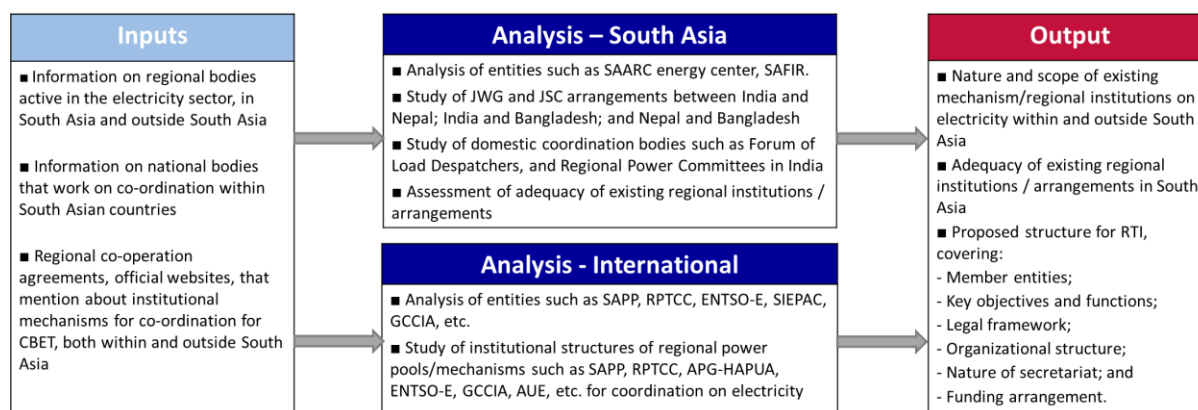 Inputs
■ Information on regional bodies
active in the electricity sector, in
South Asia and outside South Asia
■ Information on national bodies
that work on co-ordination within
South Asian countries
■ Regional co-operation
agreements, official websites, that
mention about institutional
mechanisms for co-ordination for
CBET, both within and outside South
Asia
Analysis – South Asia
■ Analysis of entities such as SAARC energy center, SAFIR.
■ Study of JWG and JSC arrangements between India and
Nepal; India and Bangladesh; and Nepal and Bangladesh
■ Study of domestic coordination bodies such as Forum of
Load Despatchers, and Regional Power Committees in India
■ Assessment of adequacy of existing regional institutions /
arrangements
Analysis - International
■ Analysis of entities such as SAPP, RPTCC, ENTSO-E, SIEPAC,
GCCIA, etc.
■ Study of institutional structures of regional power
pools/mechanisms such as SAPP, RPTCC, APG-HAPUA,
ENTSO-E, GCCIA, AUE, etc. for coordination on electricity
Output
■ Nature and scope of existing
mechanism/regional institutions on
electricity within and outside South
Asia
■ Adequacy of existing regional
institutions / arrangements in South
Asia
■ Proposed structure for RTI,
covering:
- Member entities;
- Key objectives and functions;
- Legal framework;
- Organizational structure;
- Nature of secretariat; and
- Funding arrangement.